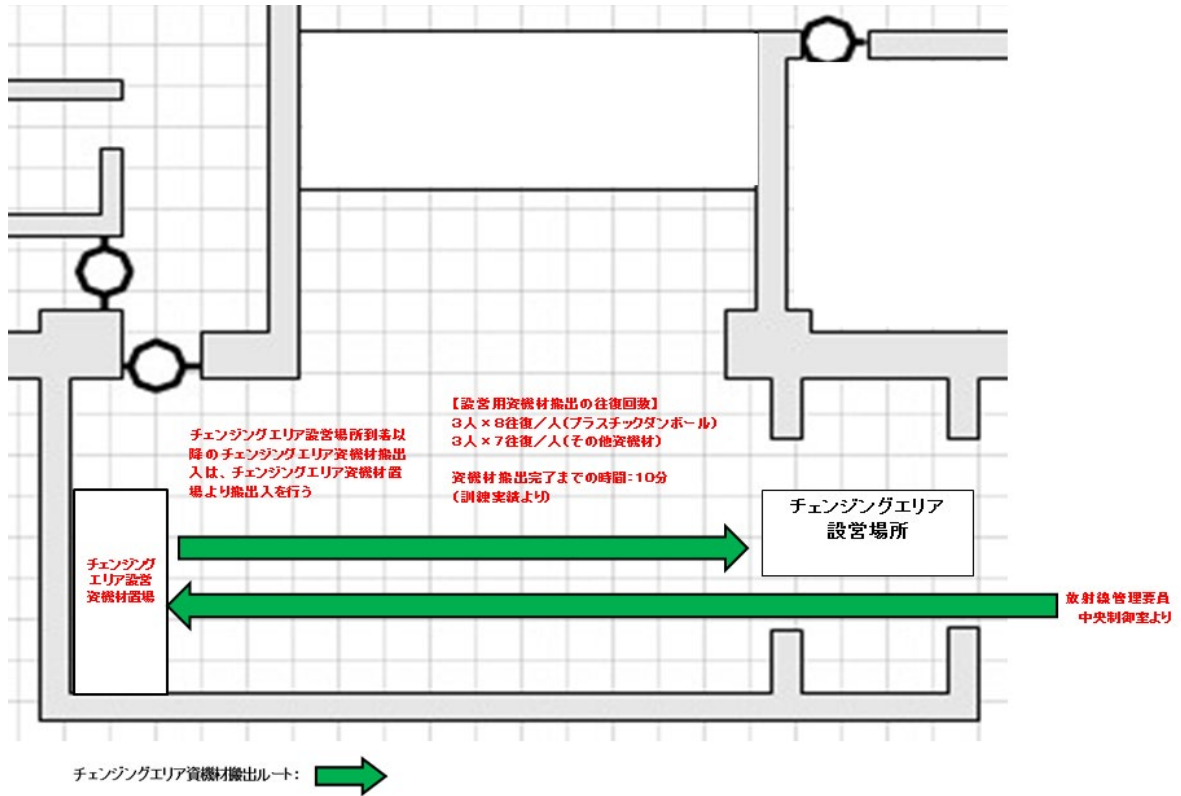 【設営用資機材搬出の往復回数】
3人×8往復/人(プラスチックダンボール)
3人×7往復/人(その他資機材)
資機材搬出完了までの時間:10分
(訓練実績より)
チェンジングエリア設営場所到着以
降のチェンジングエリア資機材搬出
入は、チェンジングエリア資機材置
場より搬出入を行う
チェンジングエリア
設営場所
チェンジング
エリア設営
資機材置場
放射線管理要員
中央制御室より
チェンジングエリア資機材搬出ルート: